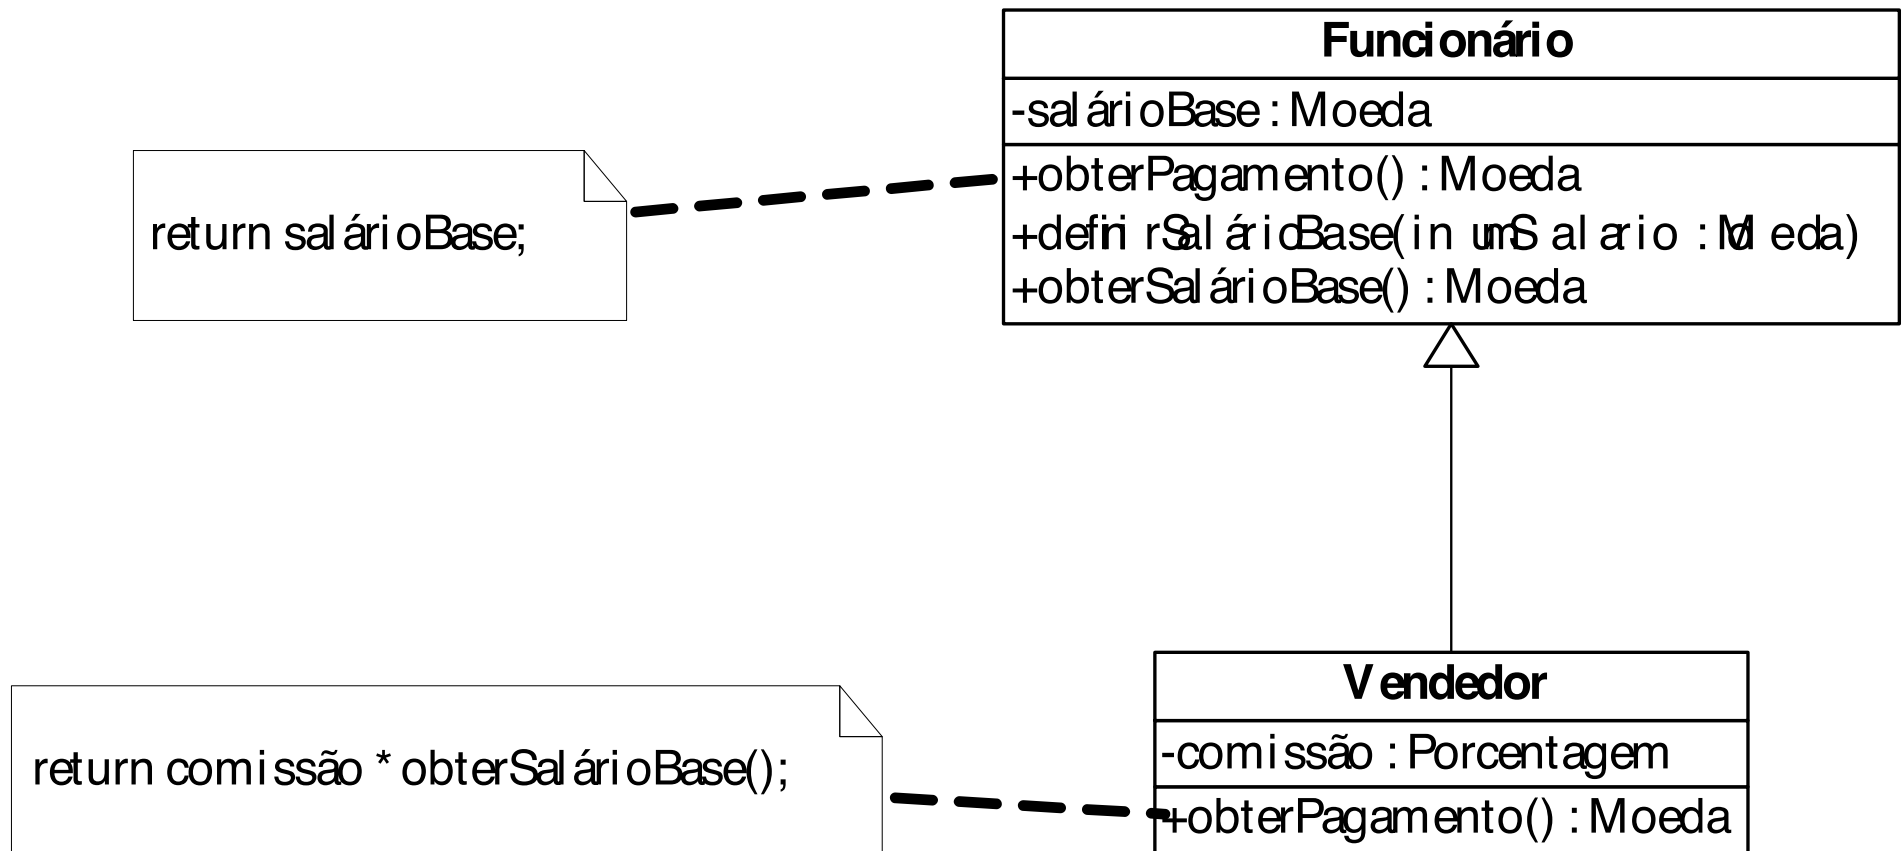 Funcionário
-salárioBase : Moeda
+obterPagamento() : Moeda
+definirSalárioBase(in umSalario : Moeda)
+obterSalárioBase() : Moeda
return salárioBase;
Vendedor
-comissão : Porcentagem
+obterPagamento() : Moeda
return comissão * obterSalárioBase();